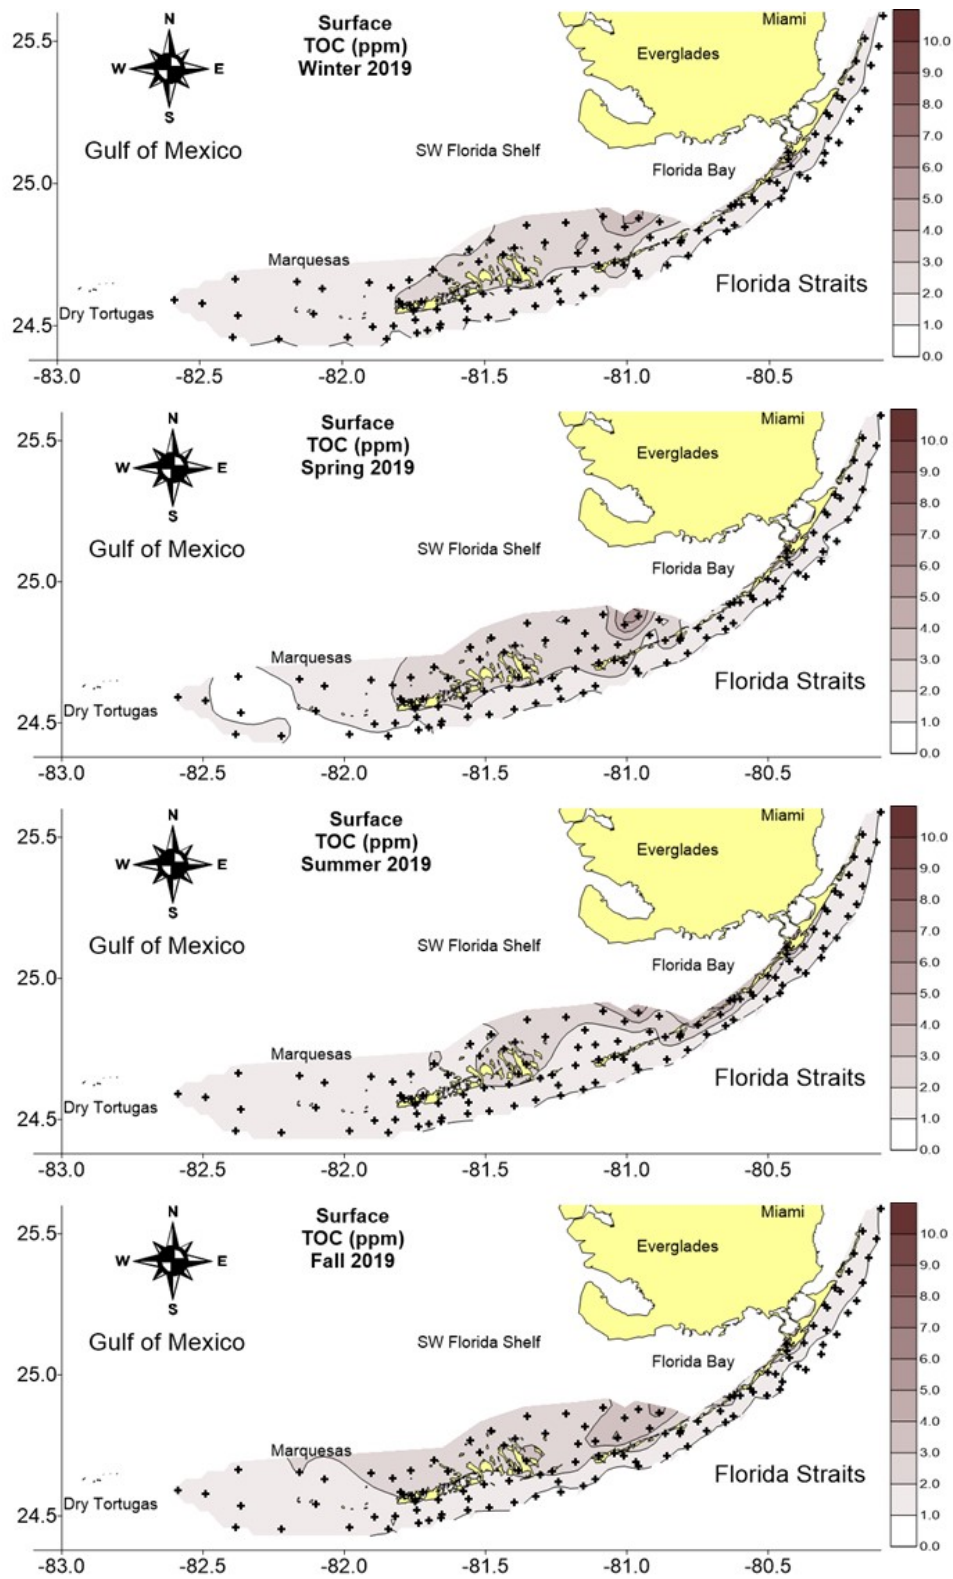 Surface
TOC (ppm)
Winter 2019
N
W E
S
Gulf of Mexico
Miami
Everglades
SW Florida Shelf
Florida Bay
Marquesas
Dry Tortugas
Florida Straits
25.5
25.0
24.5
-83.0 -82.5 -82.0 -81.5 -81.0 -80.5
10.0
9.0
8.0
7.0
6.0
5.0
4.0
3.0
2.0
1.0
0.0
Surface
TOC (ppm)
Spring 2019
N
W E
S
Gulf of Mexico
Miami
Everglades
SW Florida Shelf
Florida Bay
Marquesas
Dry Tortugas
Florida Straits
25.5
25.0
24.5
-83.0 -82.5 -82.0 -81.5 -81.0 -80.5
10.0
9.0
8.0
7.0
6.0
5.0
4.0
3.0
2.0
1.0
0.0
Surface
TOC (ppm)
Summer 2019
N
W E
S
Gulf of Mexico
Miami
Everglades
SW Florida Shelf
Florida Bay
Marquesas
Dry Tortugas
Florida Straits
25.5
25.0
24.5
-83.0 -82.5 -82.0 -81.5 -81.0 -80.5
10.0
9.0
8.0
7.0
6.0
5.0
4.0
3.0
2.0
1.0
0.0
Surface
TOC (ppm)
Fall 2019
N
W E
S
Gulf of Mexico
Miami
Everglades
SW Florida Shelf
Florida Bay
Marquesas
Dry Tortugas
Florida Straits
25.5
25.0
24.5
-83.0 -82.5 -82.0 -81.5 -81.0 -80.5
10.0
9.0
8.0
7.0
6.0
5.0
4.0
3.0
2.0
1.0
0.0